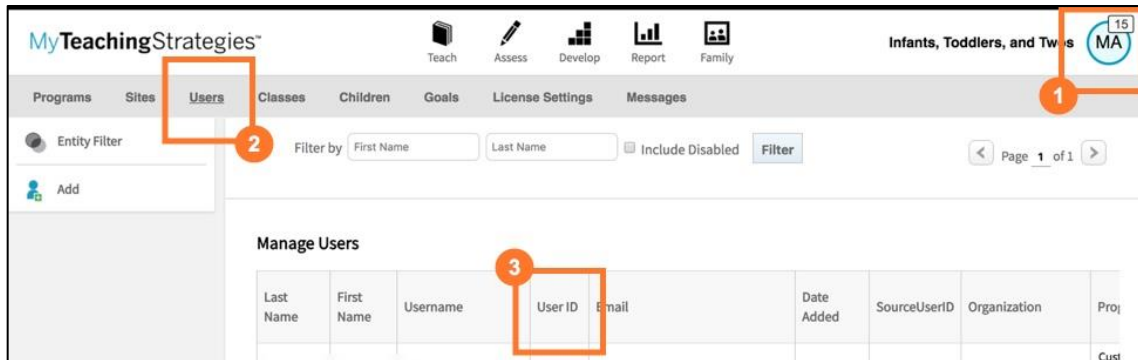 MyTeachingStrategies™
Teach Assess Develop Report Family
Infants, Toddlers, and Twos
MA
15
1
Programs Sites Users Classes Children Goals License Settings Messages
2
Entity Filter
Filter by First Name Last Name Include Disabled Filter
< Page 1 of 1 >
Add
Manage Users
3
Last Name First Name Username User ID Email Date Added SourceUserID Organization